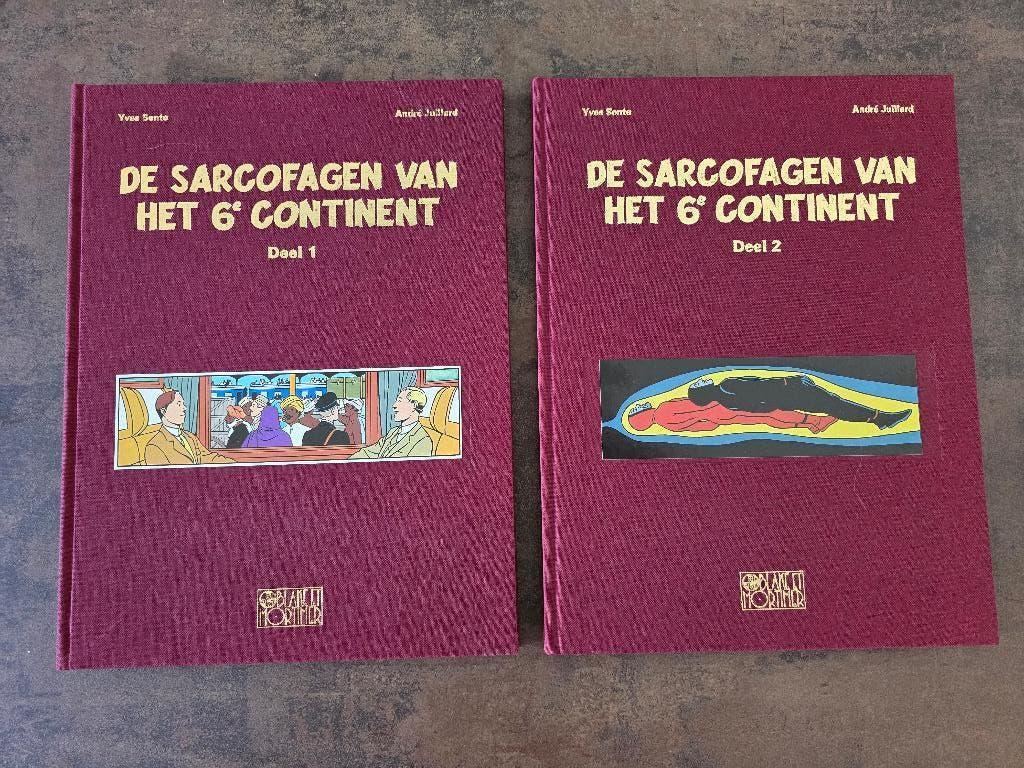 Yves Sente
André Juillard
DE SARCOFAGEN VAN
HET 6e CONTINENT
Deel 1
BLAKE ET
MORTIMER
Yves Sente
André Juillard
DE SARCOFAGEN VAN
HET 6e CONTINENT
Deel 2
BLAKE ET
MORTIMER